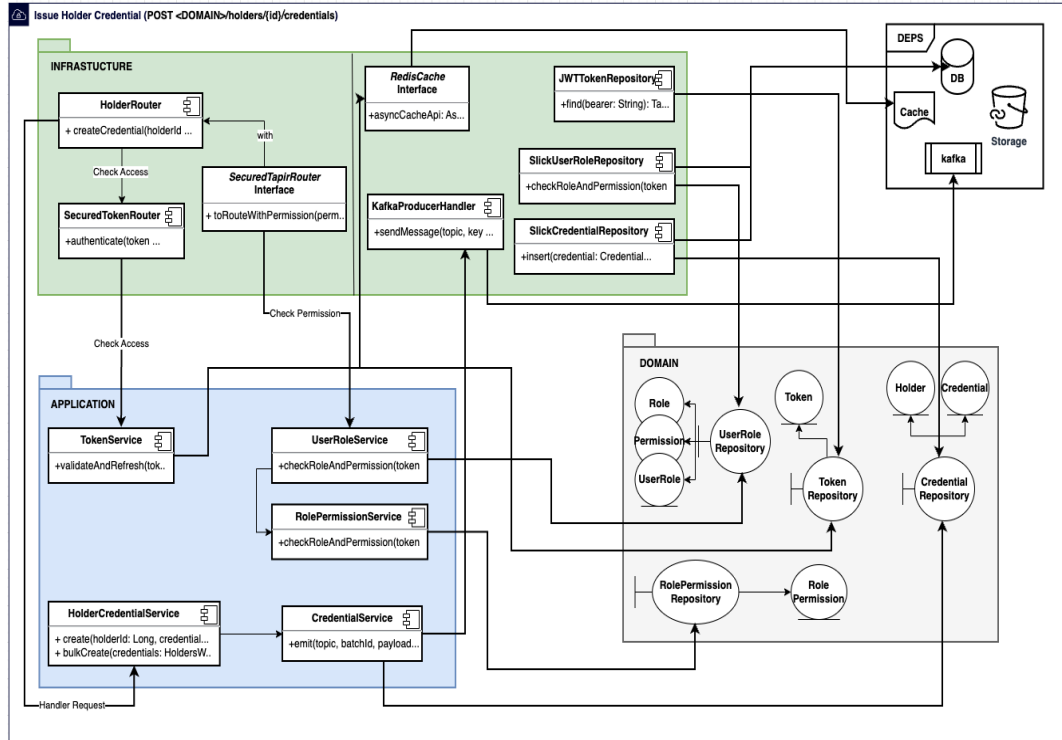 Issue Holder Credential (POST <DOMAIN>/holders/{id}/credentials)
INFRASTUCTURE
HolderRouter
+ createCredential(holderId ...
Check Access
with
SecuredTokenRouter
+authenticate(token ...
SecuredTapirRouter
Interface
+ toRouteWithPermission(perm..
RedisCache
Interface
+asyncCacheApi: As...
KafkaProducerHandler
+sendMessage(topic, key ...
JWTTokenRepository
+find(bearer: String): Ta...
SlickUserRoleRepository
+checkRoleAndPermission(token
SlickCredentialRepository
+insert(credential: Credential...
DEPS
DB
Cache
Storage
kafka
Check Permission
Check Access
APPLICATION
TokenService
+validateAndRefresh(tok..
UserRoleService
+checkRoleAndPermission(token
RolePermissionService
+checkRoleAndPermission(token
HolderCredentialService
+ create(holderId: Long, credential...
+ bulkCreate(credentials: HoldersW..
CredentialService
+emit(topic, batchId, payload...
Handler Request
DOMAIN
Role
Permission
UserRole
UserRole
Repository
Token
Token
Repository
Holder
Credential
Credential
Repository
RolePermission
Repository
Role
Permission